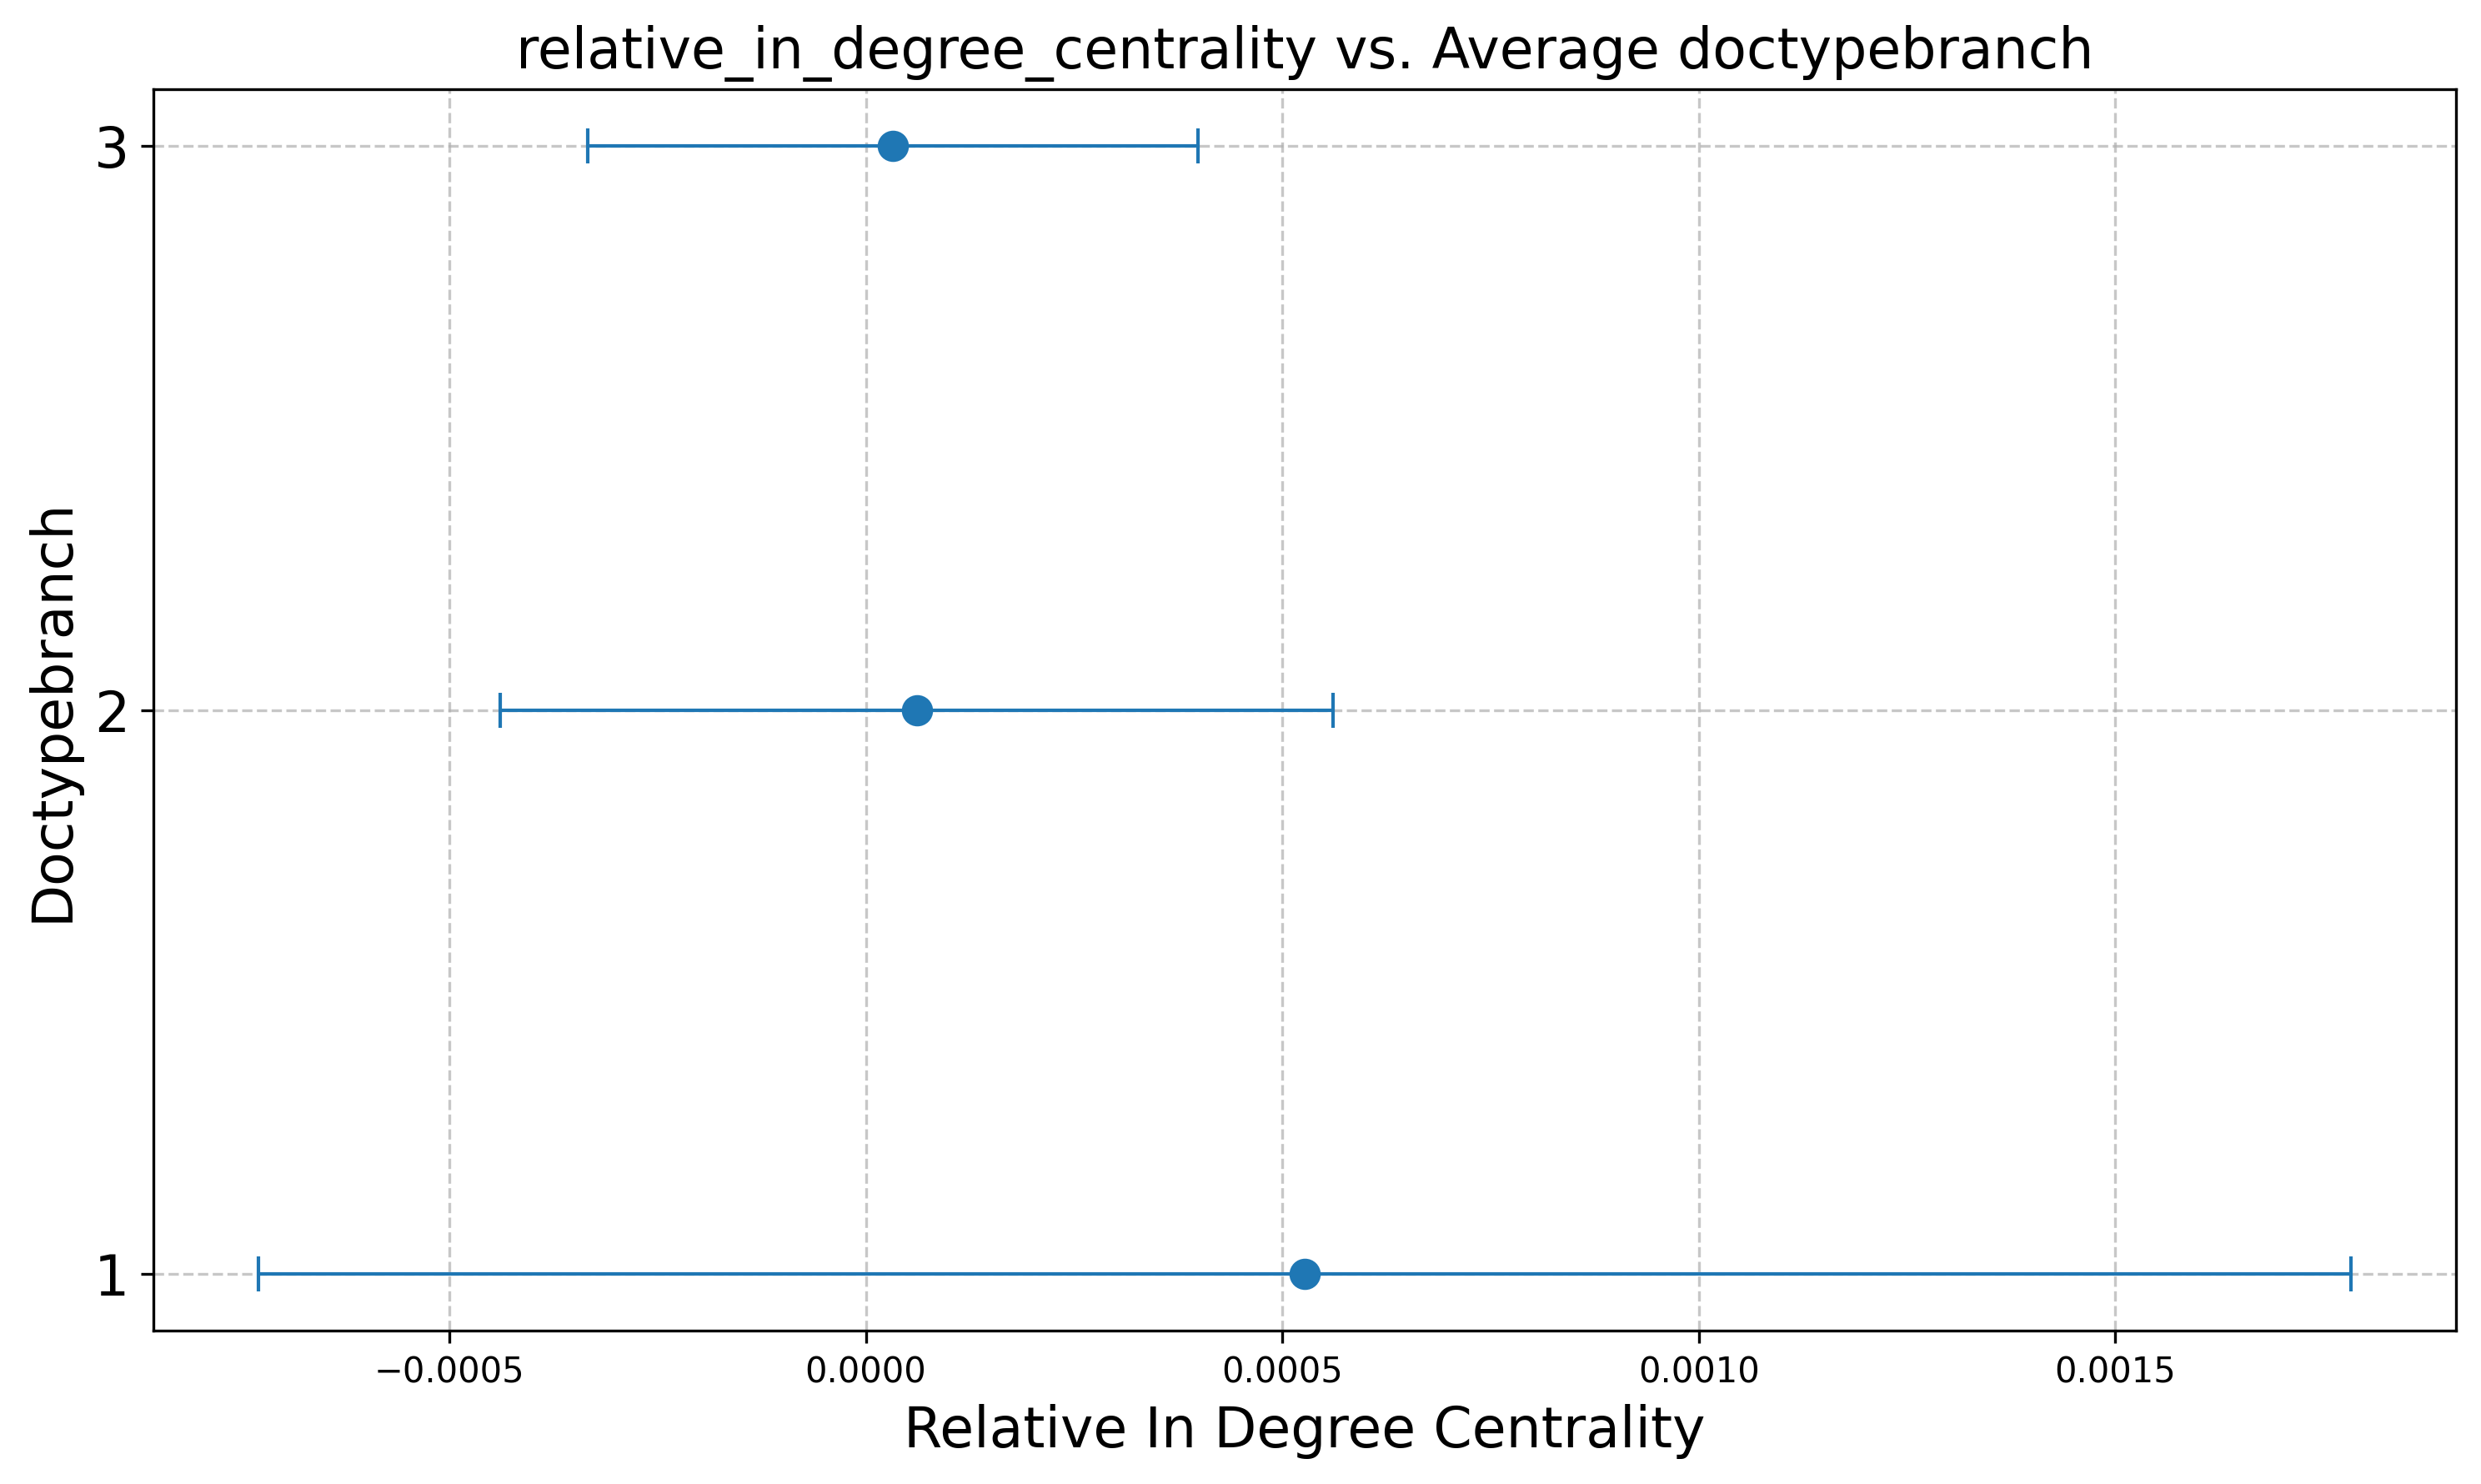 relative_in_degree_centrality vs. Average doctypebranch
Doctypebranch
3
2
1
−0.0005 0.0000 0.0005 0.0010 0.0015
Relative In Degree Centrality